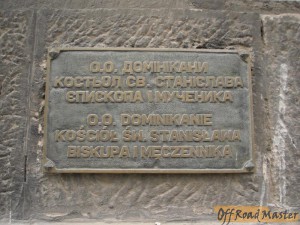 О.О. ДОМІНІКАНИ
КОСТЬОЛ СВ. СТАНІСЛАВА
ЄПИСКОПА І МУЧЕНИКА
O.O. DOMINIKANIE
KOŚCIÓŁ ŚW. STANISŁAWA
BISKUPA I MĘCZENNIKA
OffRoad Master